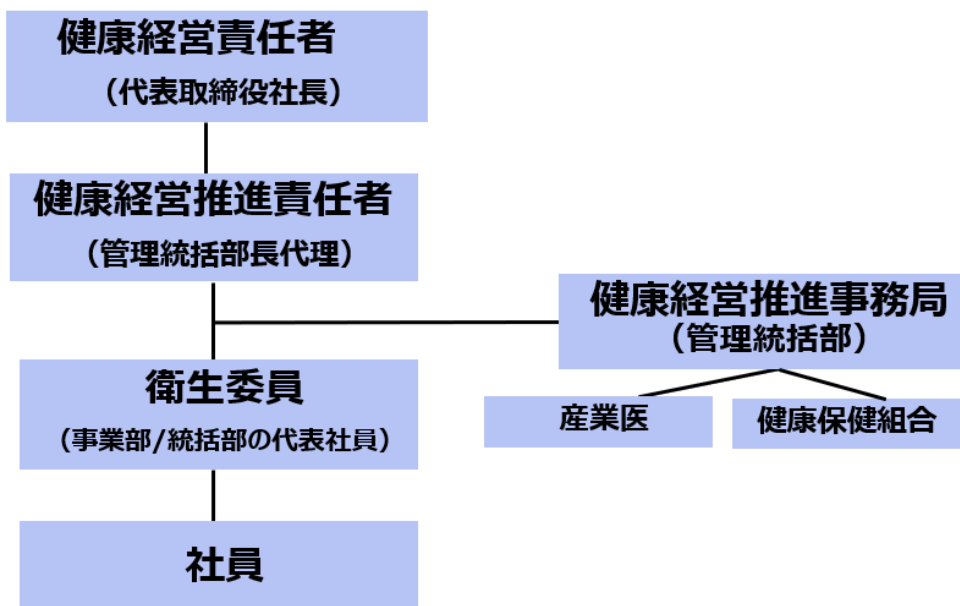 健康経営責任者
（代表取締役社長）
健康経営推進責任者
（管理統括部長代理）
健康経営推進事務局
（管理統括部）
衛生委員
（事業部/統括部の代表社員）
産業医
健康保健組合
社員